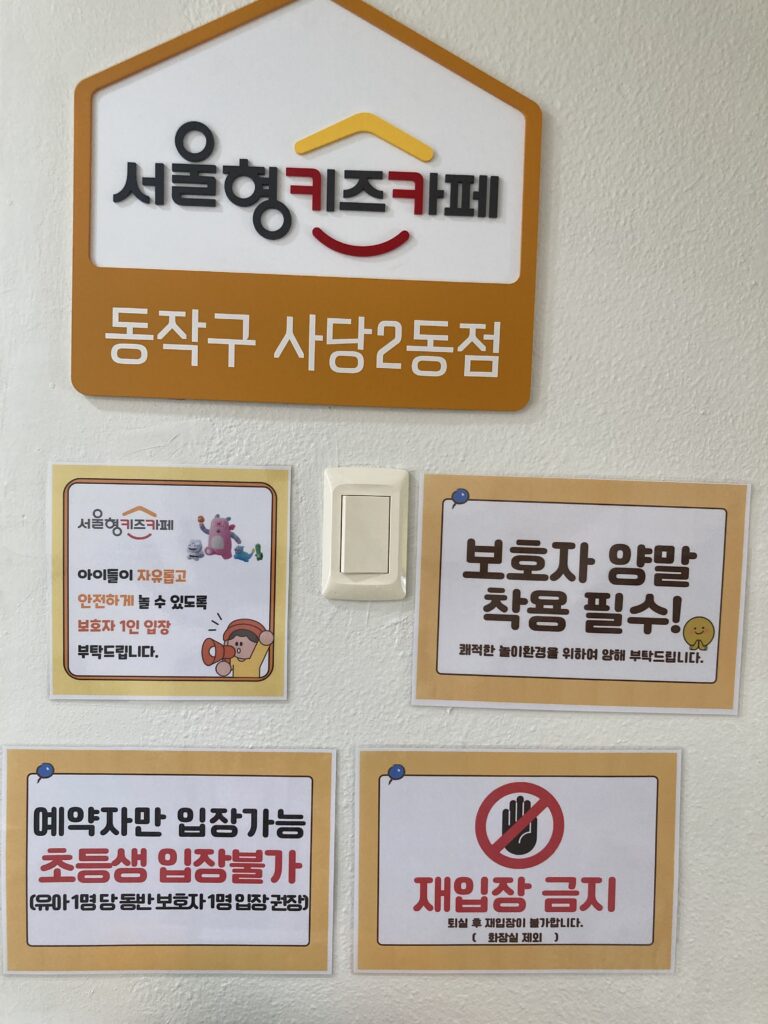 서울형키즈카페
동작구 사당2동점
서울형키즈카페
아이들이 자유롭고
안전하게 놀 수 있도록
보호자 1인 입장
부탁드립니다.
보호자 양말
착용 필수!
쾌적한 놀이환경을 위하여 양해 부탁드립니다.
예약자만 입장가능
초등생 입장불가
(유아 1명 당 동반 보호자 1명 입장 권장)
재입장 금지
퇴실 후 재입장이 불가합니다.
( 화장실 제외 )